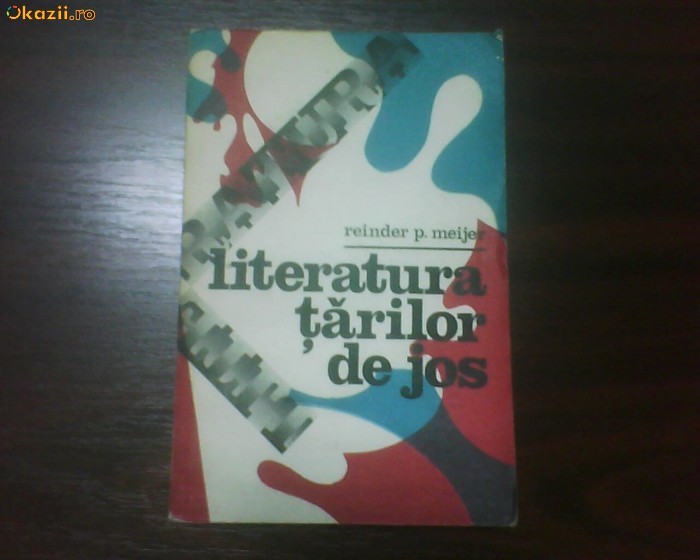 Okazii.ro
reinder p. meijer
literatura
țărilor
de jos